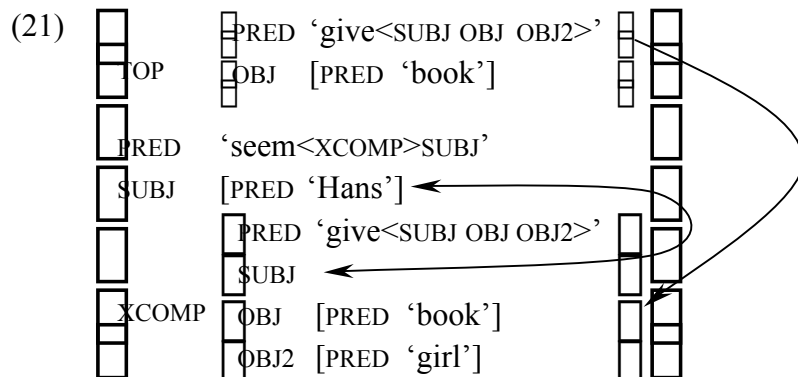 (21) PRED ‘give<SUBJ OBJ OBJ2>’
TOP OBJ [PRED ‘book’]
PRED ‘seem<XCOMP>SUBJ’
SUBJ [PRED ‘Hans’]
PRED ‘give<SUBJ OBJ OBJ2>’
SUBJ
XCOMP OBJ [PRED ‘book’]
OBJ2 [PRED ‘girl’]